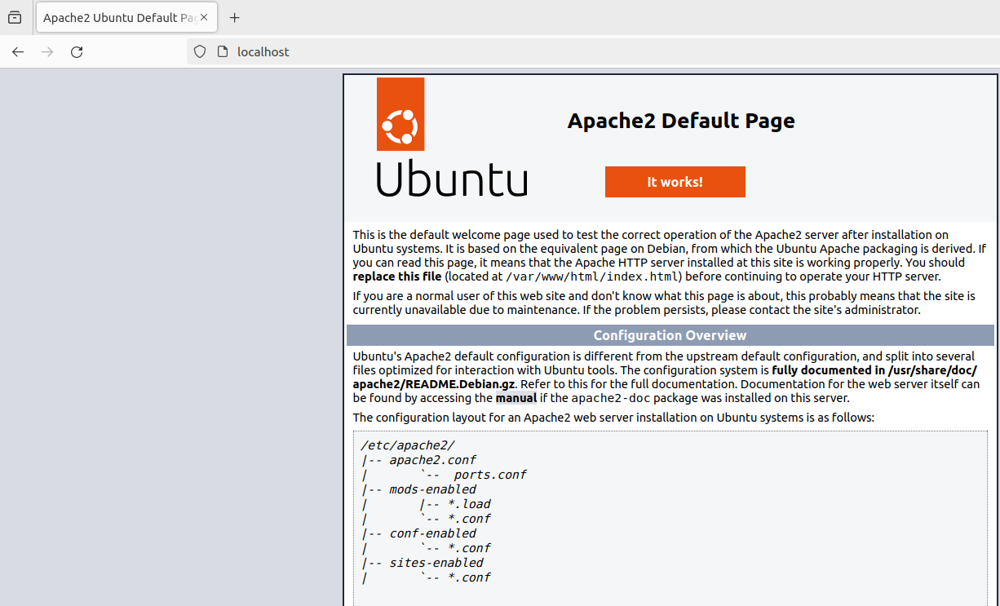 Apache2 Ubuntu Default Pag
localhost
Ubuntu
Apache2 Default Page
It works!
This is the default welcome page used to test the correct operation of the Apache2 server after installation on
Ubuntu systems. It is based on the equivalent page on Debian, from which the Ubuntu Apache packaging is derived. If
you can read this page, it means that the Apache HTTP server installed at this site is working properly. You should
replace this file (located at /var/www/html/index.html) before continuing to operate your HTTP server.
If you are a normal user of this web site and don't know what this page is about, this probably means that the site is
currently unavailable due to maintenance. If the problem persists, please contact the site's administrator.
Configuration Overview
Ubuntu's Apache2 default configuration is different from the upstream default configuration, and split into several
files optimized for interaction with Ubuntu tools. The configuration system is fully documented in /usr/share/doc/
apache2/README.Debian.gz. Refer to this for the full documentation. Documentation for the web server itself can
be found by accessing the manual if the apache2-doc package was installed on this server.
The configuration layout for an Apache2 web server installation on Ubuntu systems is as follows:
/etc/apache2/
|-- apache2.conf
|       `--  ports.conf
|-- mods-enabled
|       |-- *.load
|       `-- *.conf
|-- conf-enabled
|       `-- *.conf
|-- sites-enabled
|       `-- *.conf